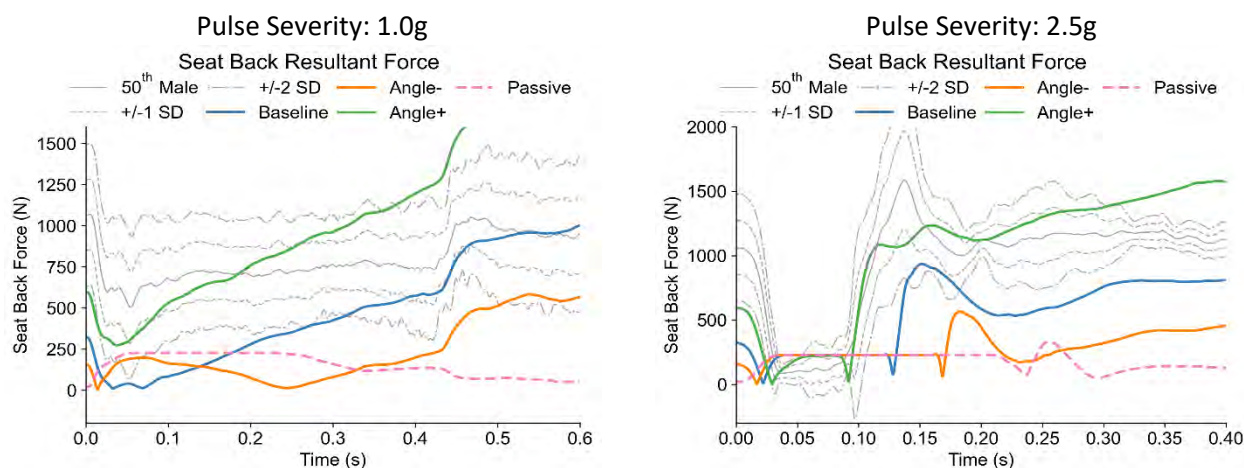 Pulse Severity: 1.0g
Seat Back Resultant Force
50th Male +/-2 SD Angle- Passive
+/-1 SD Baseline Angle+
1500
1250
1000
750
500
250
0
Seat Back Force (N)
0.0 0.1 0.2 0.3 0.4 0.5 0.6
Time (s)
Pulse Severity: 2.5g
Seat Back Resultant Force
50th Male +/-2 SD Angle- Passive
+/-1 SD Baseline Angle+
2000
1500
1000
500
0
Seat Back Force (N)
0.00 0.05 0.10 0.15 0.20 0.25 0.30 0.35 0.40
Time (s)